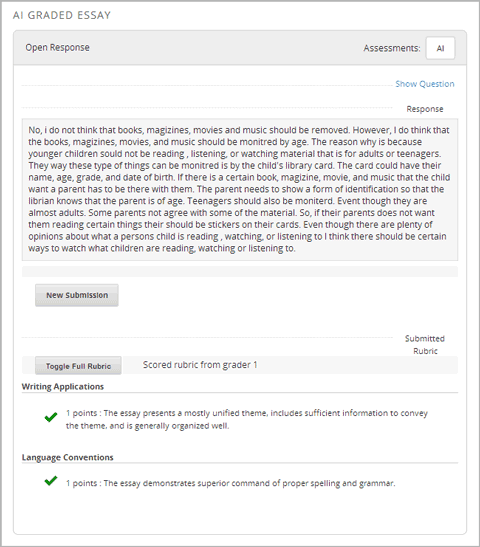 AI GRADED ESSAY
Open Response
Assessments: AI
Show Question
Response
No, i do not think that books, magizines, movies and music should be removed. However, I do think that
the books, magizines, movies, and music should be monitred by age. The reason why is because
younger children sould not be reading , listening, or watching material that is for adults or teenagers.
They way these type of things can be monitred is by the child's library card. The card could have their
name, age, grade, and date of birth. If there is a certain book, magizine, movie, and music that the child
want a parent has to be there with them. The parent needs to show a form of identification so that the
librian knows that the parent is of age. Teenagers should also be moniterd. Event though they are
almost adults. Some parents not agree with some of the material. So, if their parents does not want
them reading certain things their should be stickers on their cards. Even though there are plenty of
opinions about what a persons child is reading , watching, or listening to I think there should be certain
ways to watch what children are reading, watching or listening to.
New Submission
Submitted
Rubric
Toggle Full Rubric
Scored rubric from grader 1
Writing Applications
1 points : The essay presents a mostly unified theme, includes sufficient information to convey
the theme, and is generally organized well.
Language Conventions
1 points : The essay demonstrates superior command of proper spelling and grammar.